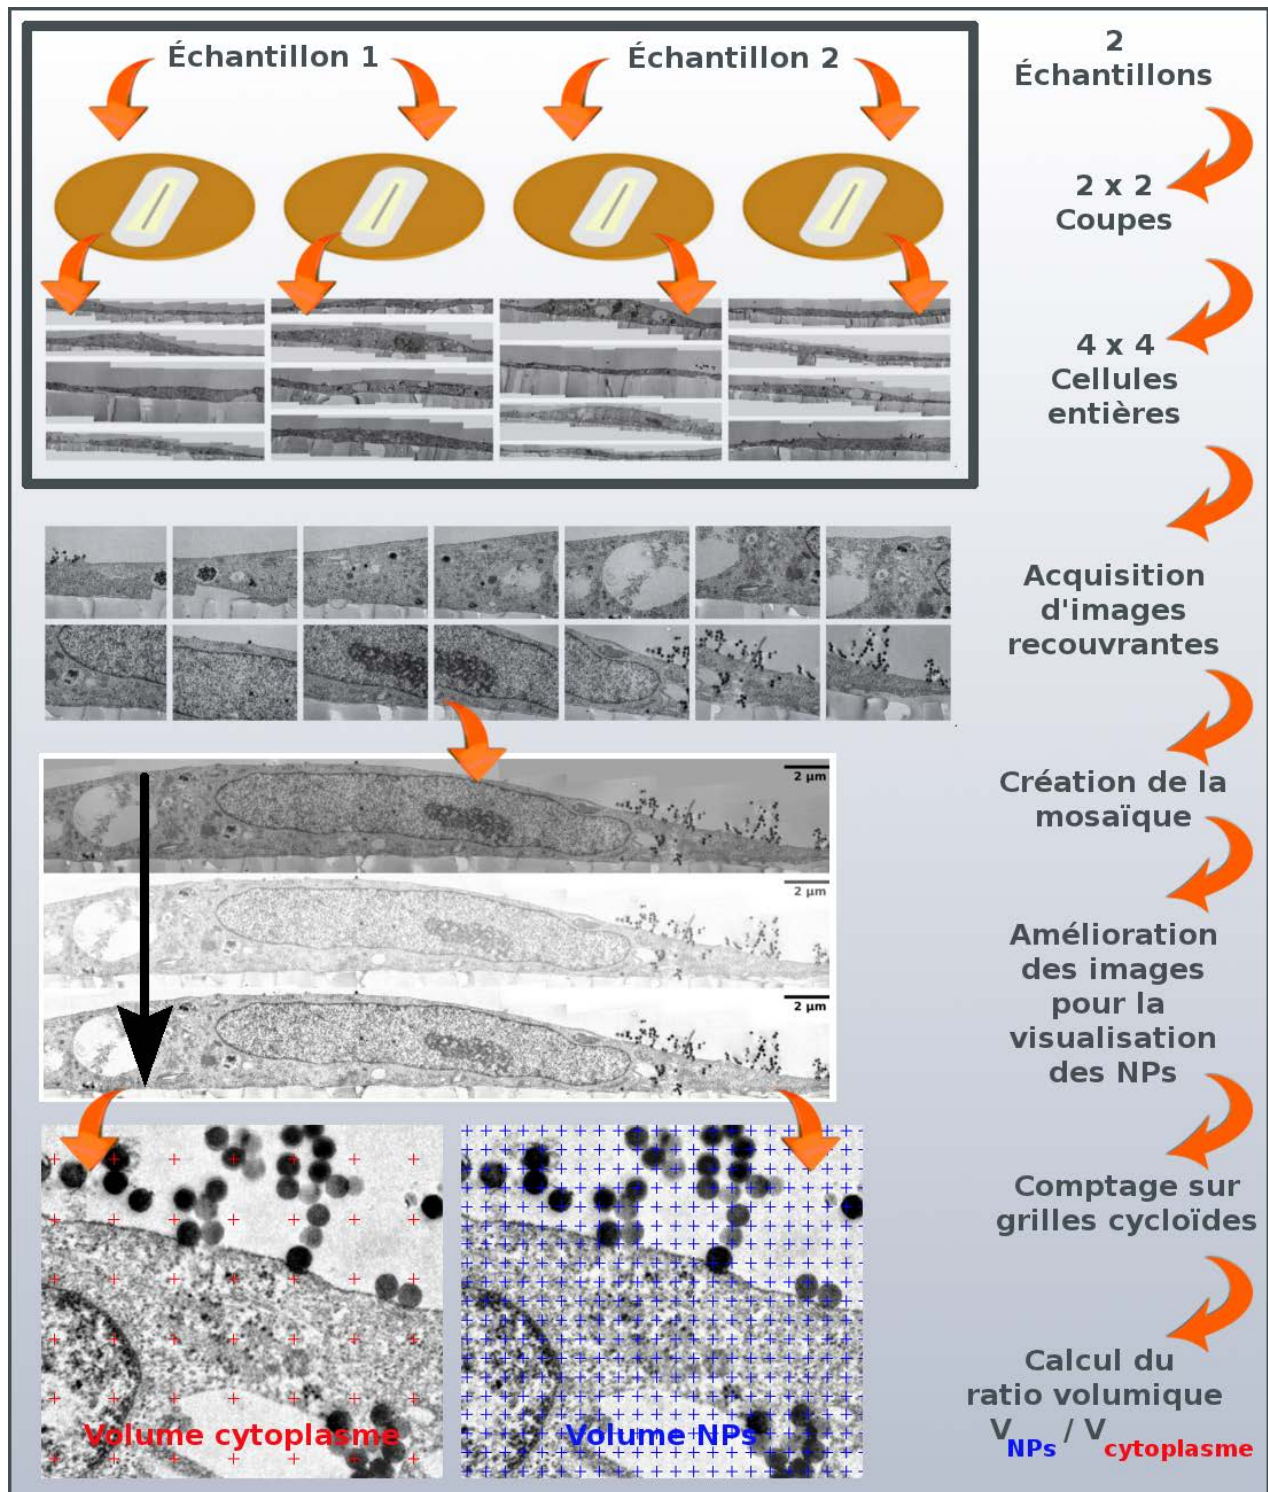 Échantillon 1
Échantillon 2
2
Échantillons
2 x 2
Coupes
4 x 4
Cellules
entières
Acquisition
d'images
recouvrantes
Création de la
mosaïque
2 µm
2 µm
2 µm
Amélioration
des images
pour la
visualisation
des NPs
Comptage sur
grilles cycloïdes
Volume cytoplasme
Volume NPs
Calcul du
ratio volumique
V NPs / V cytoplasme